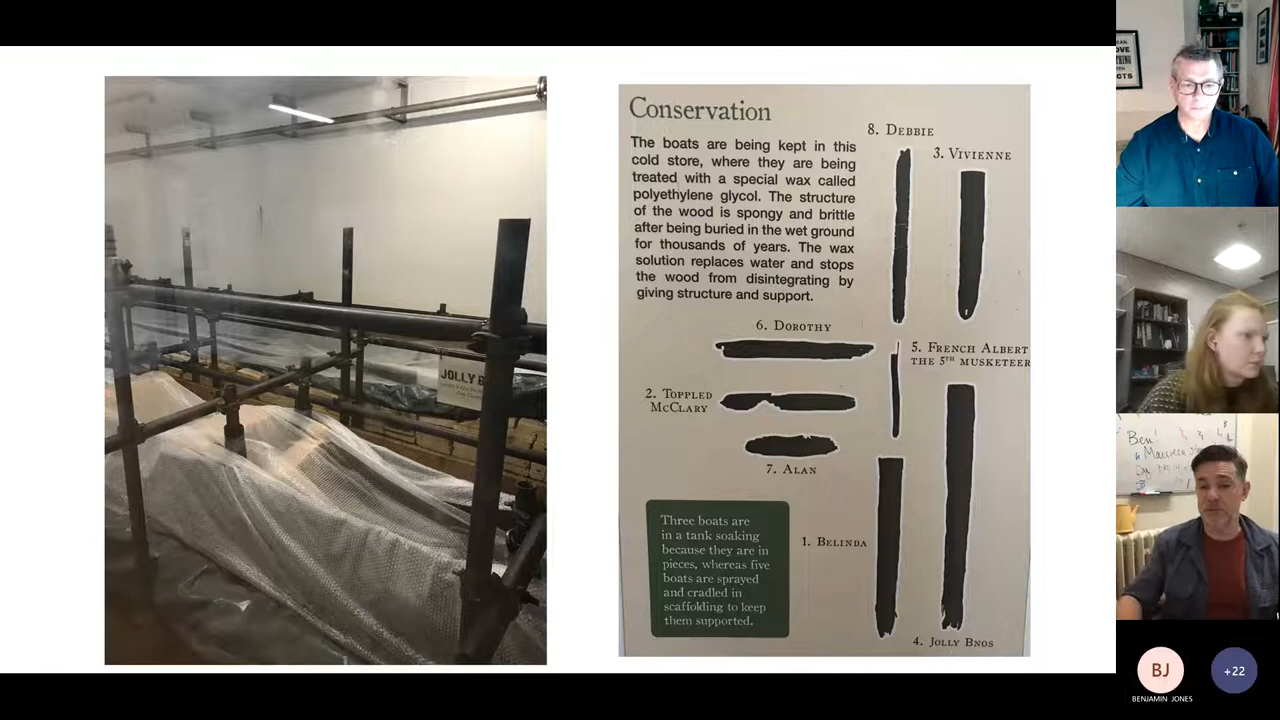 JOLLY B
Conservation
The boats are being kept in this
cold store, where they are being
treated with a special wax called
polyethylene glycol. The structure
of the wood is spongy and brittle
after being buried in the wet ground
for thousands of years. The wax
solution replaces water and stops
the wood from disintegrating by
giving structure and support.
8. DEBBIE
3. VIVIENNE
6. DOROTHY
5. FRENCH ALBERT
THE 5TH MUSKETEER
2. TOPPLED
MCCLARY
7. ALAN
Three boats are
in a tank soaking
because they are in
pieces, whereas five
boats are sprayed
and cradled in
scaffolding to keep
them supported.
1. BELINDA
4. JOLLY BNOS
Ben!
BJ
+22
BENJAMIN JONES